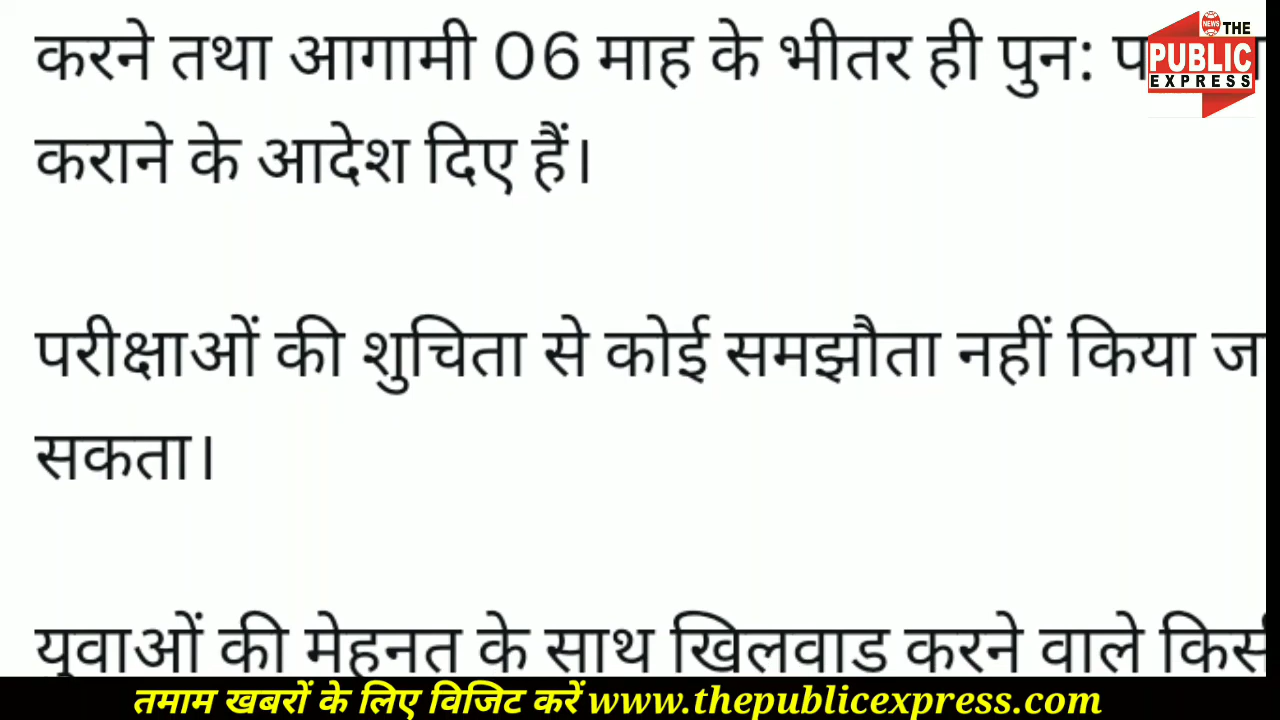 करने तथा आगामी 06 माह के भीतर ही पुन:
कराने के आदेश दिए हैं।
परीक्षाओं की शुचिता से कोई समझौता नहीं किया
सकता।
युवाओं की मेहनत के साथ खिलवाड करने वाले
THE
NEWS
PUBLIC
EXPRESS
तमाम खबरों के लिए विजिट करें www.thepublicexpress.com